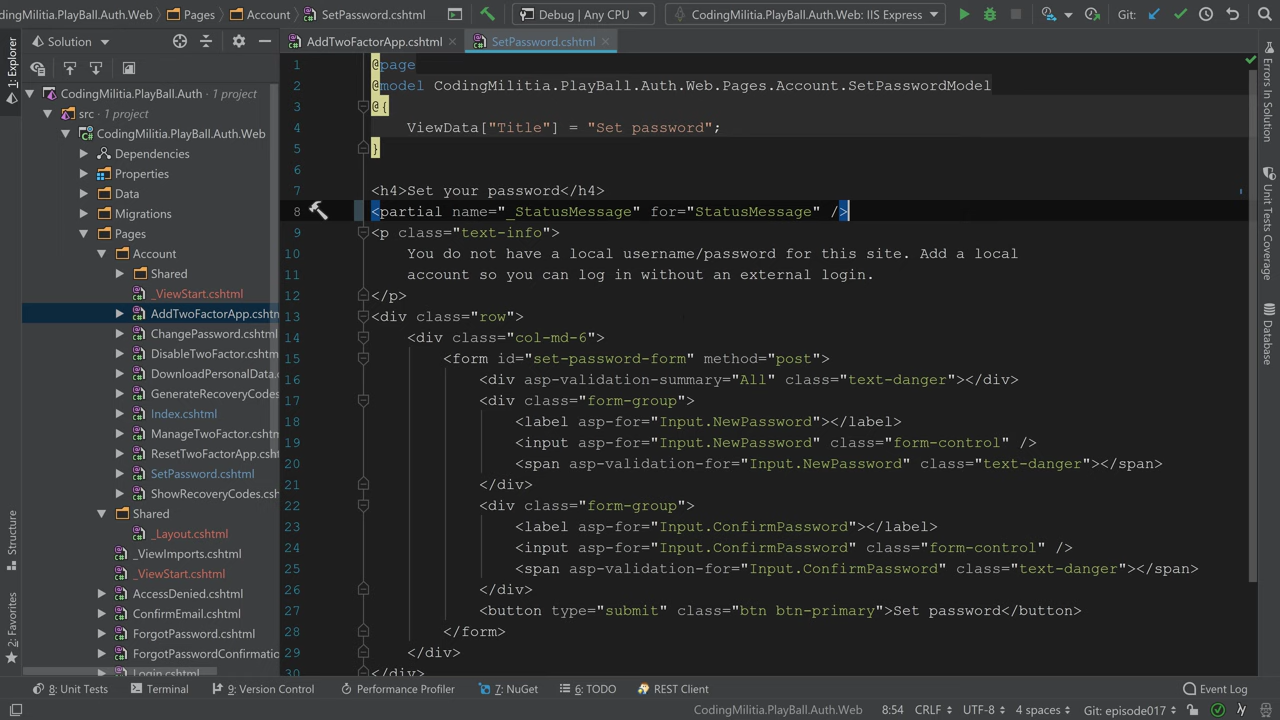 CodingMilitia.PlayBall.Auth.Web
Pages
Account
SetPassword.cshtml
Debug | Any CPU
CodingMilitia.PlayBall.Auth.Web: IIS Express
Git:
Solution
AddTwoFactorApp.cshtml
SetPassword.cshtml
1: Explorer
Structure
2: Favorites
CodingMilitia.PlayBall.Auth 1 project
src 1 project
CodingMilitia.PlayBall.Auth.Web
Dependencies
Properties
Data
Migrations
Pages
Account
Shared
_ViewStart.cshtml
AddTwoFactorApp.cshtm
ChangePassword.cshtml
DisableTwoFactor.cshtm
DownloadPersonalData.c
GenerateRecoveryCodes
Index.cshtml
ManageTwoFactor.cshtm
ResetTwoFactorApp.csh
SetPassword.cshtml
ShowRecoveryCodes.csh
Shared
_Layout.cshtml
_ViewImports.cshtml
_ViewStart.cshtml
AccessDenied.cshtml
ConfirmEmail.cshtml
ForgotPassword.cshtml
ForgotPasswordConfirmatio
Login.cshtml
1 @page
2 @model CodingMilitia.PlayBall.Auth.Web.Pages.Account.SetPasswordModel
3 @{
4 ViewData["Title"] = "Set password";
5 }
6
7 <h4>Set your password</h4>
8 <partial name="_StatusMessage" for="StatusMessage" />
9 <p class="text-info">
10 You do not have a local username/password for this site. Add a local
11 account so you can log in without an external login.
12 </p>
13 <div class="row">
14 <div class="col-md-6">
15 <form id="set-password-form" method="post">
16 <div asp-validation-summary="All" class="text-danger"></div>
17 <div class="form-group">
18 <label asp-for="Input.NewPassword"></label>
19 <input asp-for="Input.NewPassword" class="form-control" />
20 <span asp-validation-for="Input.NewPassword" class="text-danger"></span>
21 </div>
22 <div class="form-group">
23 <label asp-for="Input.ConfirmPassword"></label>
24 <input asp-for="Input.ConfirmPassword" class="form-control" />
25 <span asp-validation-for="Input.ConfirmPassword" class="text-danger"></span>
26 </div>
27 <button type="submit" class="btn btn-primary">Set password</button>
28 </form>
29 </div>
30 </div>
Errors In Solution
Unit Tests Coverage
Database
8: Unit Tests
Terminal
9: Version Control
Performance Profiler
7: NuGet
6: TODO
REST Client
Event Log
CodingMilitia.PlayBall.Auth.Web
8:54
CRLF
UTF-8
4 spaces
Git: episode017